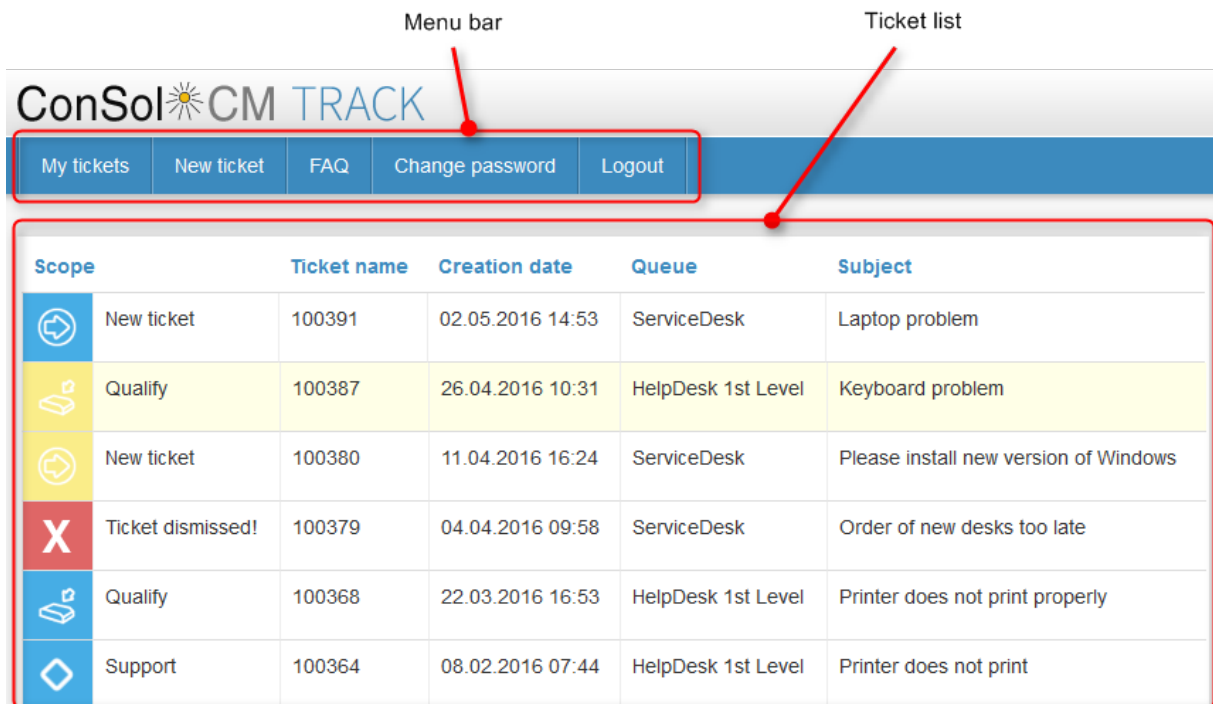 Menu bar Ticket list
ConSol CM TRACK
My tickets New ticket FAQ Change password Logout
Scope Ticket name Creation date Queue Subject
New ticket 100391 02.05.2016 14:53 ServiceDesk Laptop problem
Qualify 100387 26.04.2016 10:31 HelpDesk 1st Level Keyboard problem
New ticket 100380 11.04.2016 16:24 ServiceDesk Please install new version of Windows
X Ticket dismissed! 100379 04.04.2016 09:58 ServiceDesk Order of new desks too late
Qualify 100368 22.03.2016 16:53 HelpDesk 1st Level Printer does not print properly
Support 100364 08.02.2016 07:44 HelpDesk 1st Level Printer does not print